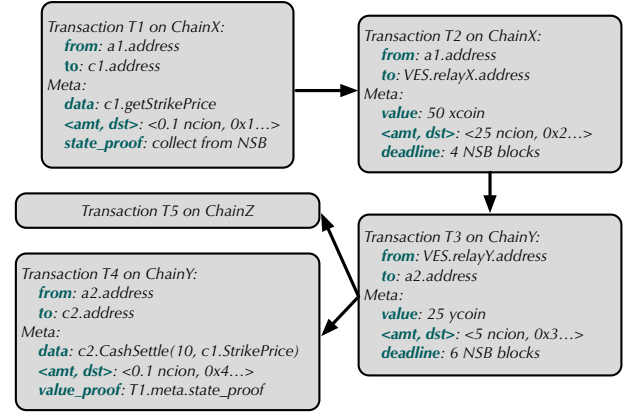 Transaction T1 on ChainX:
from: a1.address
to: c1.address
Meta:
data: c1.getStrikePrice
<amt, dst>: <0.1 ncion, 0x1...>
state_proof: collect from NSB
Transaction T2 on ChainX:
from: a1.address
to: VES.relayX.address
Meta:
value: 50 xcoin
<amt, dst>: <25 ncion, 0x2...>
deadline: 4 NSB blocks
Transaction T3 on ChainY:
from: VES.relayY.address
to: a2.address
Meta:
value: 25 ycoin
<amt, dst>: <5 ncion, 0x3...>
deadline: 6 NSB blocks
Transaction T5 on ChainZ
Transaction T4 on ChainY:
from: a2.address
to: c2.address
Meta:
data: c2.CashSettle(10, c1.StrikePrice)
<amt, dst>: <0.1 ncion, 0x4...>
value_proof: T1.meta.state_proof